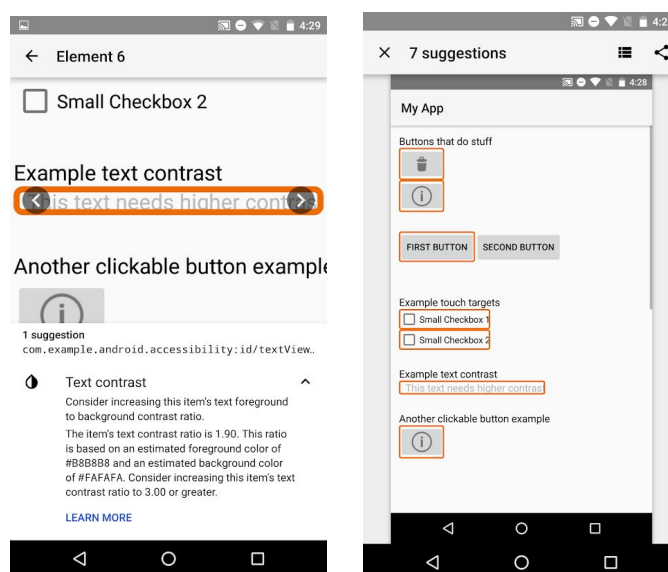 4:29
Element 6
Small Checkbox 2
Example text contrast
his text needs higher contras
Another clickable button example
1 suggestion
com.example.android.accessibility:id/textView..
Text contrast
Consider increasing this item's text foreground
to background contrast ratio.
The item's text contrast ratio is 1.90. This ratio
is based on an estimated foreground color of
#B8B8B8 and an estimated background color
of #FAFAFA. Consider increasing this item's text
contrast ratio to 3.00 or greater.
LEARN MORE
4:2
7 suggestions
4:28
My App
Buttons that do stuff
FIRST BUTTON SECOND BUTTON
Example touch targets
Small Checkbox 1
Small Checkbox 2
Example text contrast
This text needs higher contrast
Another clickable button example